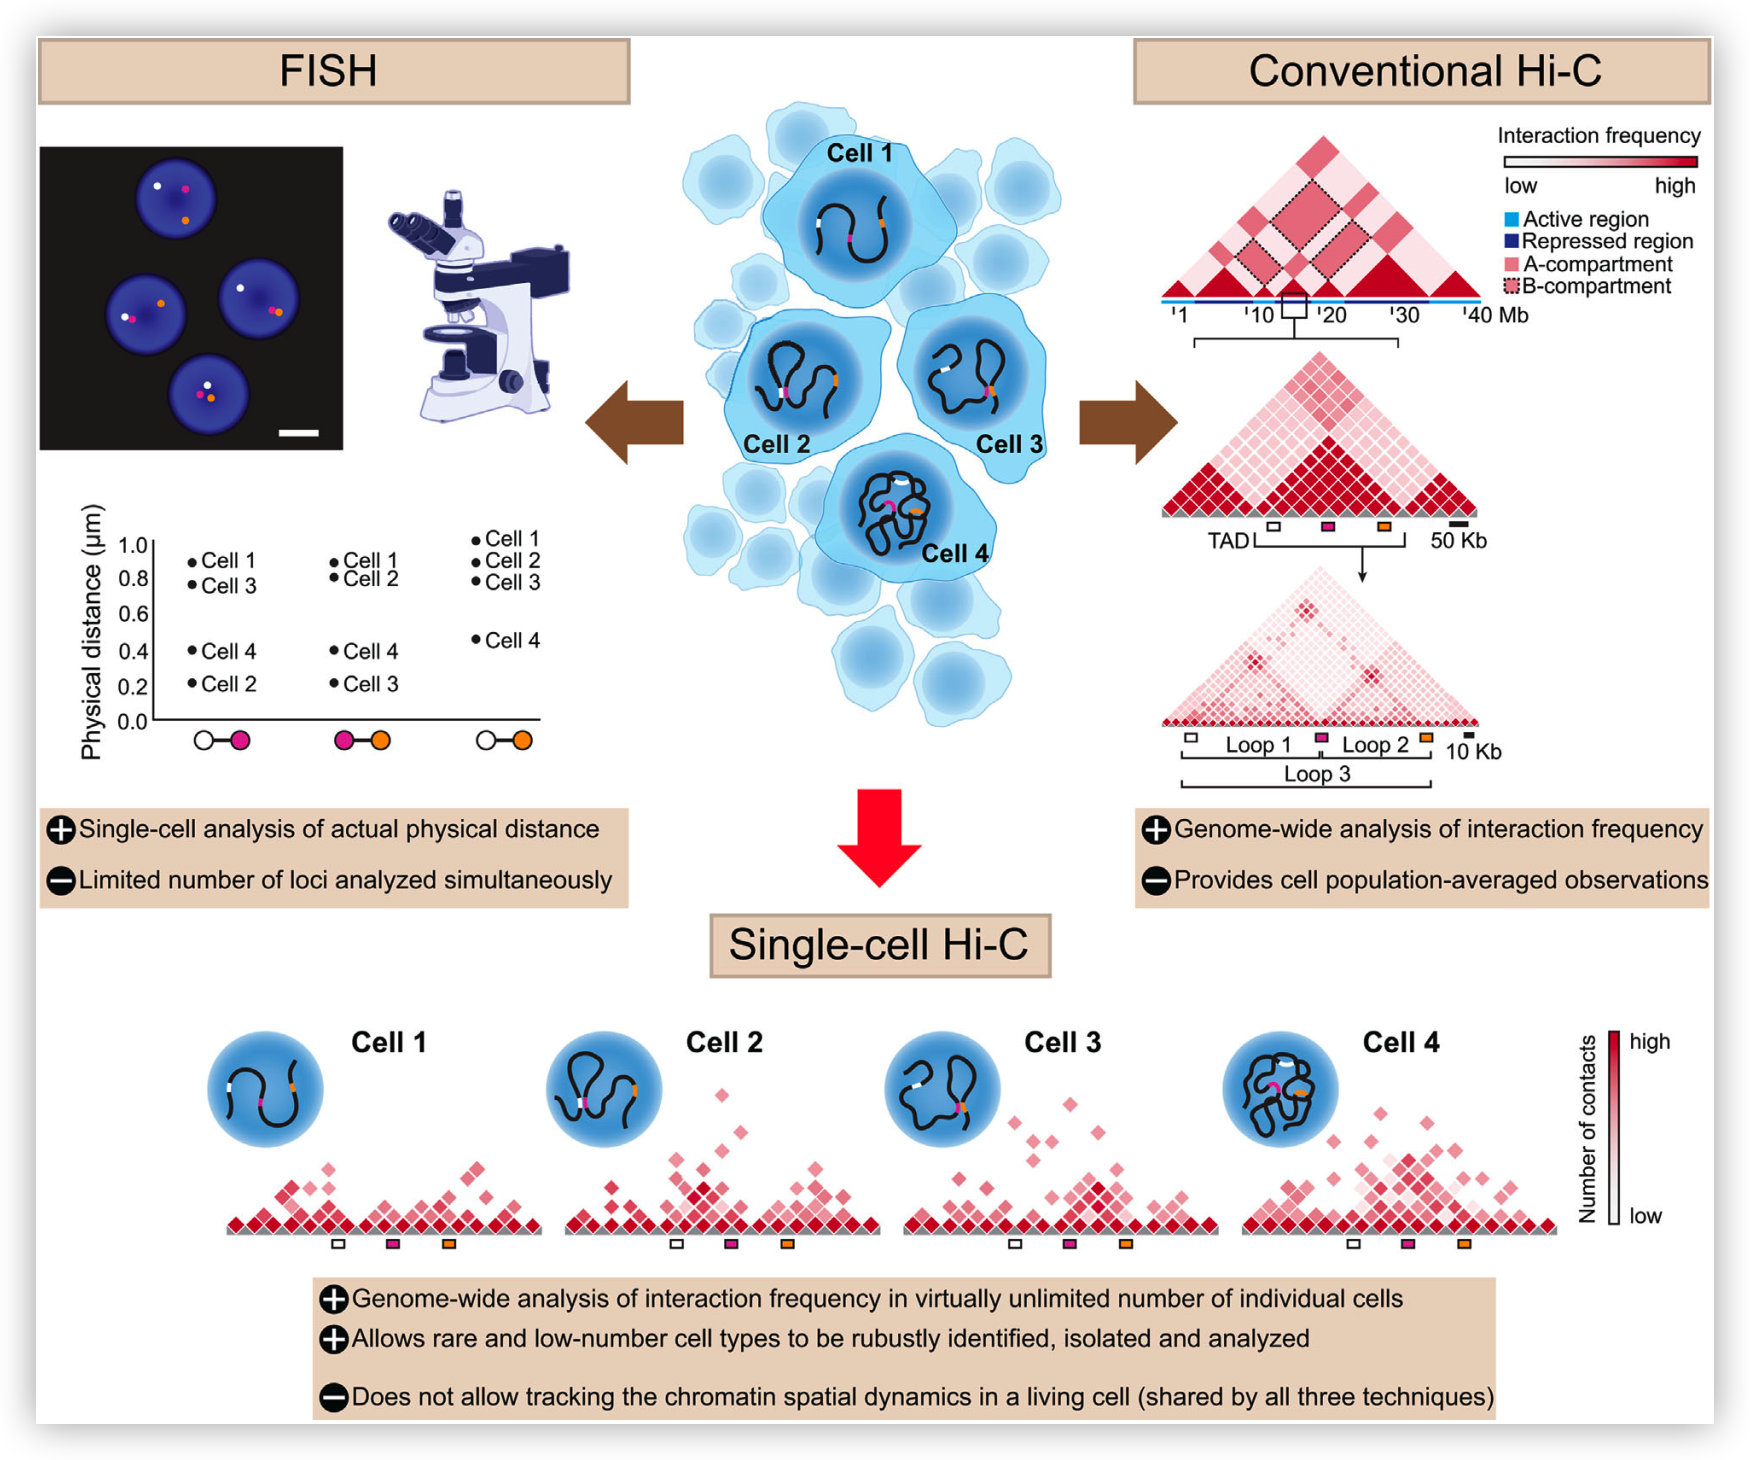 FISH
Conventional Hi-C
Cell 1
Cell 2
Cell 3
Cell 4
Physical distance (µm)
1.0
0.8
0.6
0.4
0.2
0.0
Cell 1
Cell 3
Cell 4
Cell 2
Cell 1
Cell 2
Cell 4
Cell 3
Cell 1
Cell 2
Cell 3
Cell 4
+ Single-cell analysis of actual physical distance
− Limited number of loci analyzed simultaneously
Interaction frequency
low high
Active region
Repressed region
A-compartment
B-compartment
'1 '10 '20 '30 '40 Mb
TAD 50 Kb
Loop 1 Loop 2 10 Kb
Loop 3
+ Genome-wide analysis of interaction frequency
− Provides cell population-averaged observations
Single-cell Hi-C
Cell 1 Cell 2 Cell 3 Cell 4
Number of contacts
high
low
+ Genome-wide analysis of interaction frequency in virtually unlimited number of individual cells
+ Allows rare and low-number cell types to be rubustly identified, isolated and analyzed
− Does not allow tracking the chromatin spatial dynamics in a living cell (shared by all three techniques)